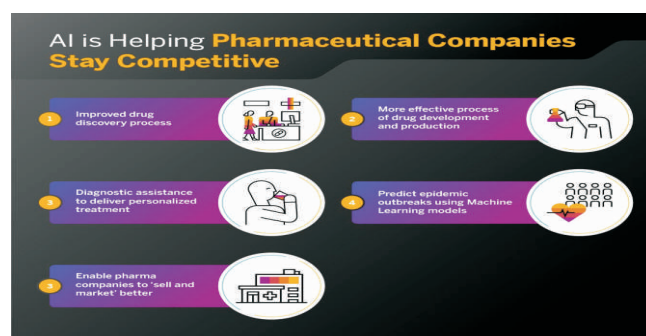 AI is Helping Pharmaceutical Companies
Stay Competitive
1
Improved drug
discovery process
2
More effective process
of drug development
and production
3
Diagnostic assistance
to deliver personalized
treatment
4
Predict epidemic
outbreaks using Machine
Learning models
3
Enable pharma
companies to 'sell and
market' better